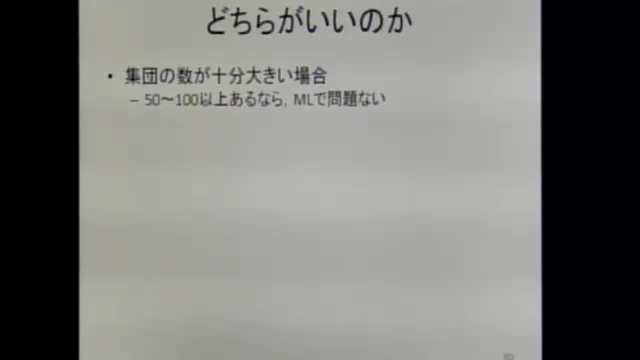 どちらがいいのか
• 集団の数が十分大きい場合
– 50〜100以上あるなら, MLで問題ない